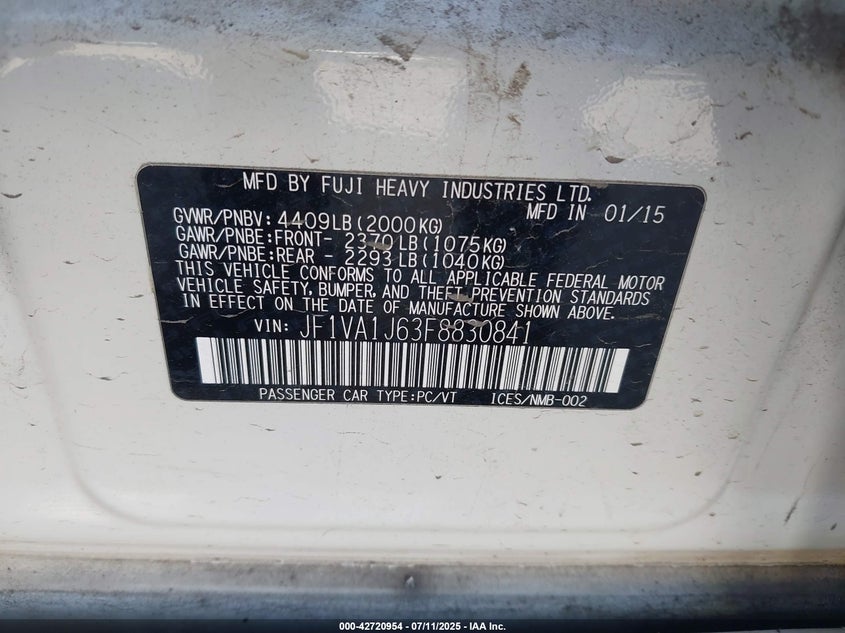 MFD BY FUJI HEAVY INDUSTRIES LTD.
MFD IN 01/15
GVWR/PNBV: 4409LB(2000KG)
GAWR/PNBE:FRONT- 2370LB(1075KG)
GAWR/PNBE:REAR - 2293LB(1040KG)
THIS VEHICLE CONFORMS TO ALL APPLICABLE FEDERAL MOTOR
VEHICLE SAFETY, BUMPER, AND THEFT PREVENTION STANDARDS
IN EFFECT ON THE DATE OF MANUFACTURE SHOWN ABOVE.
VIN: JF1VA1J63F8830841
PASSENGER CAR TYPE:PC/VT ICES/NMB-002
000-42720954 - 07/11/2025 - IAA Inc.